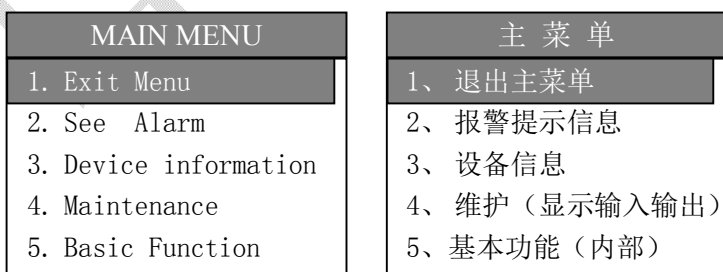 MAIN MENU
1. Exit Menu
2. See Alarm
3. Device information
4. Maintenance
5. Basic Function
主 菜 单
1、 退出主菜单
2、 报警提示信息
3、 设备信息
4、 维护（显示输入输出）
5、基本功能（内部）